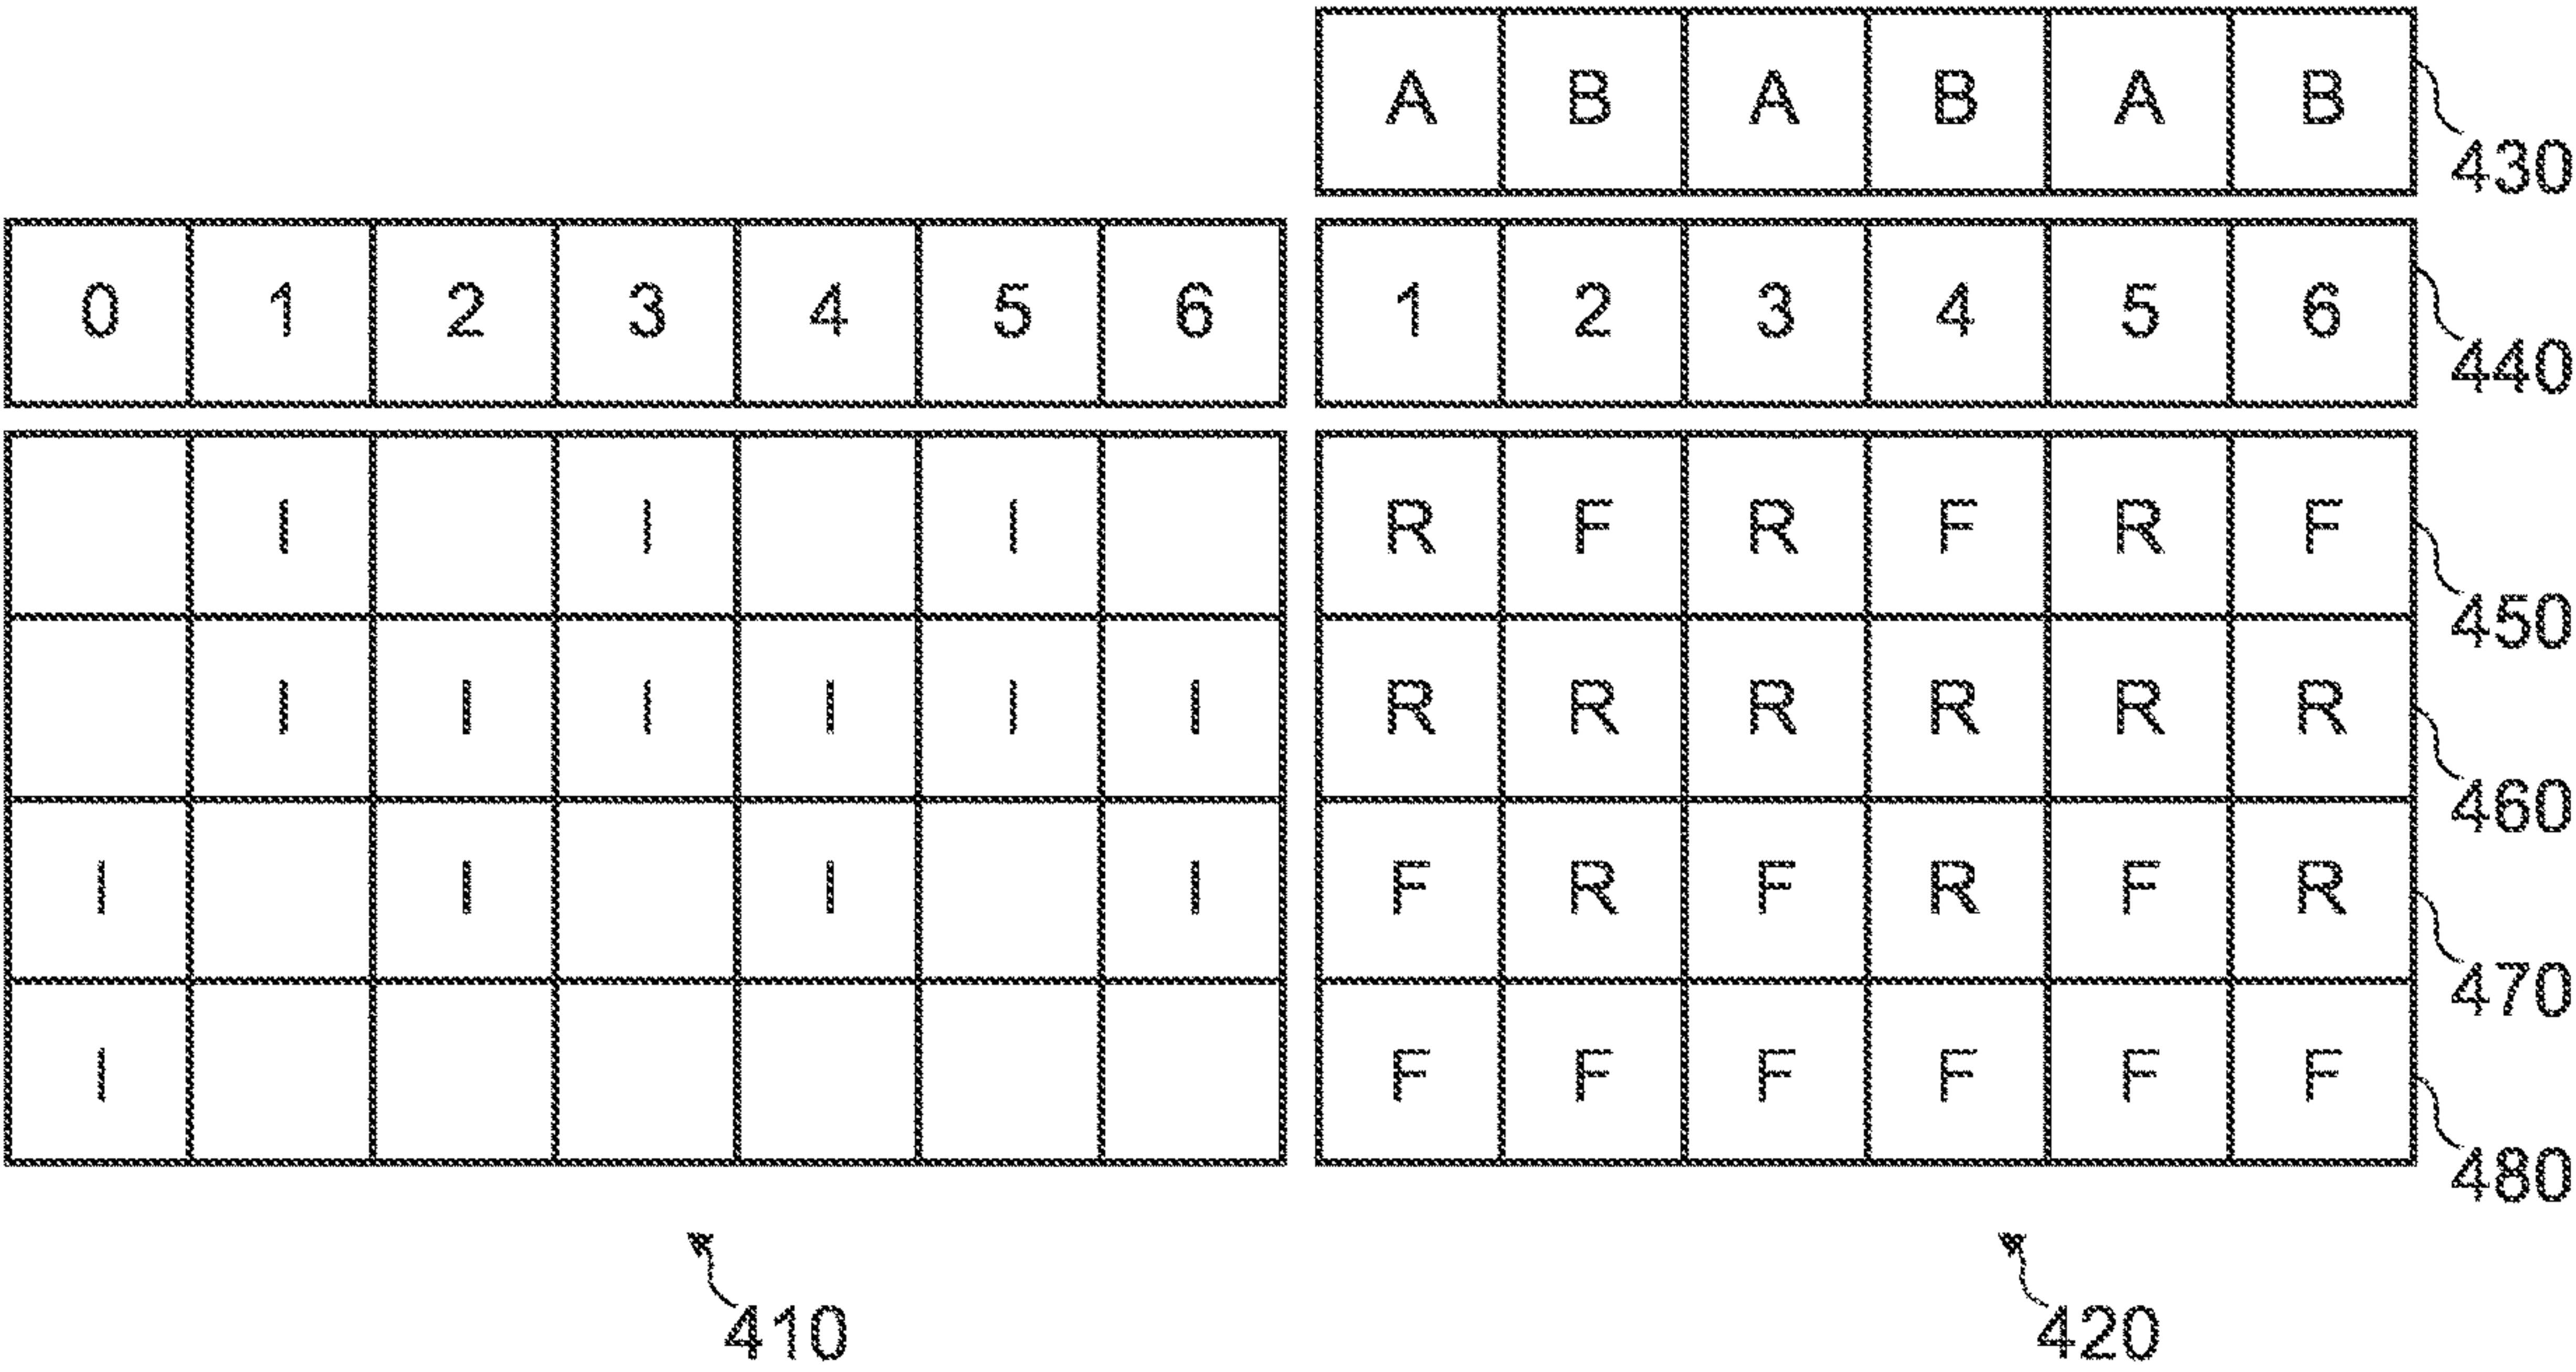 A B A B A B
430
0 1 2 3 4 5 6 1 2 3 4 5 6
440
I I I R F R F R F
450
I I I I I I R R R R R R
460
I I I I F R F R F R
470
I F F F F F F
480
410 420